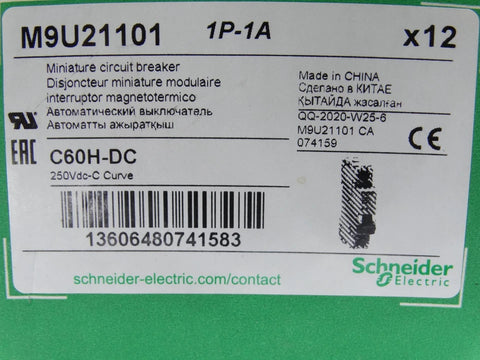 M9U21101 1P-1A x12
Miniature circuit breaker
Disjoncteur miniature modulaire
interruptor magnetotermico
Автоматический выключатель
Автоматты ажыратқыш
Made in CHINA
Сделано в КИТАЕ
ҚЫТАЙДА жасалған
QQ-2020-W25-6
M9U21101 CA
074159
EAC
C60H-DC
250Vdc-C Curve
13606480741583
schneider-electric.com/contact
Schneider
Electric